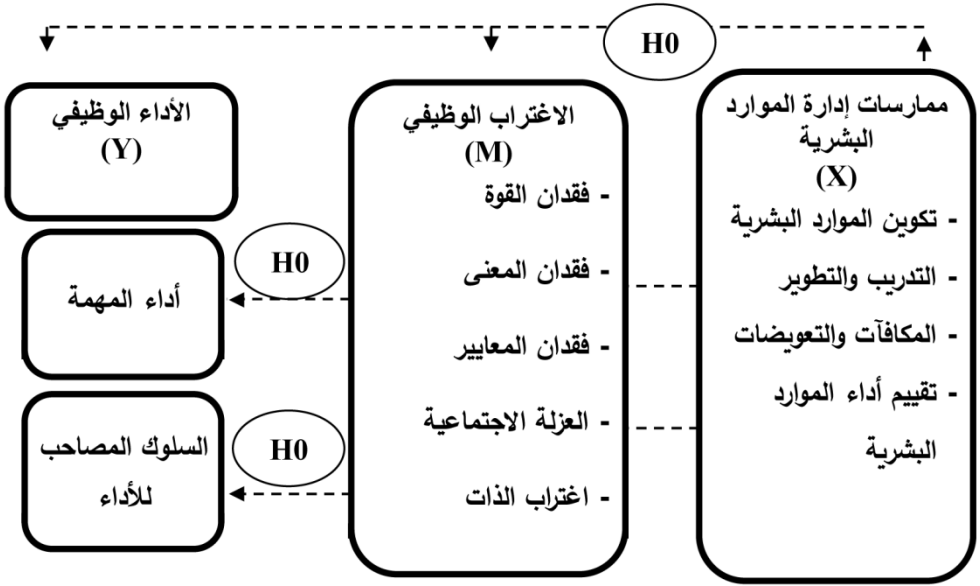 H0
ممارسات إدارة الموارد
البشرية
(X)
- تكوين الموارد البشرية
- التدريب والتطوير
- المكافآت والتعويضات
- تقييم أداء الموارد
البشرية
الاغتراب الوظيفي
(M)
- فقدان القوة
- فقدان المعنى
- فقدان المعايير
- العزلة الاجتماعية
- اغتراب الذات
الأداء الوظيفي
(Y)
H0
أداء المهمة
H0
السلوك المصاحب
للأداء